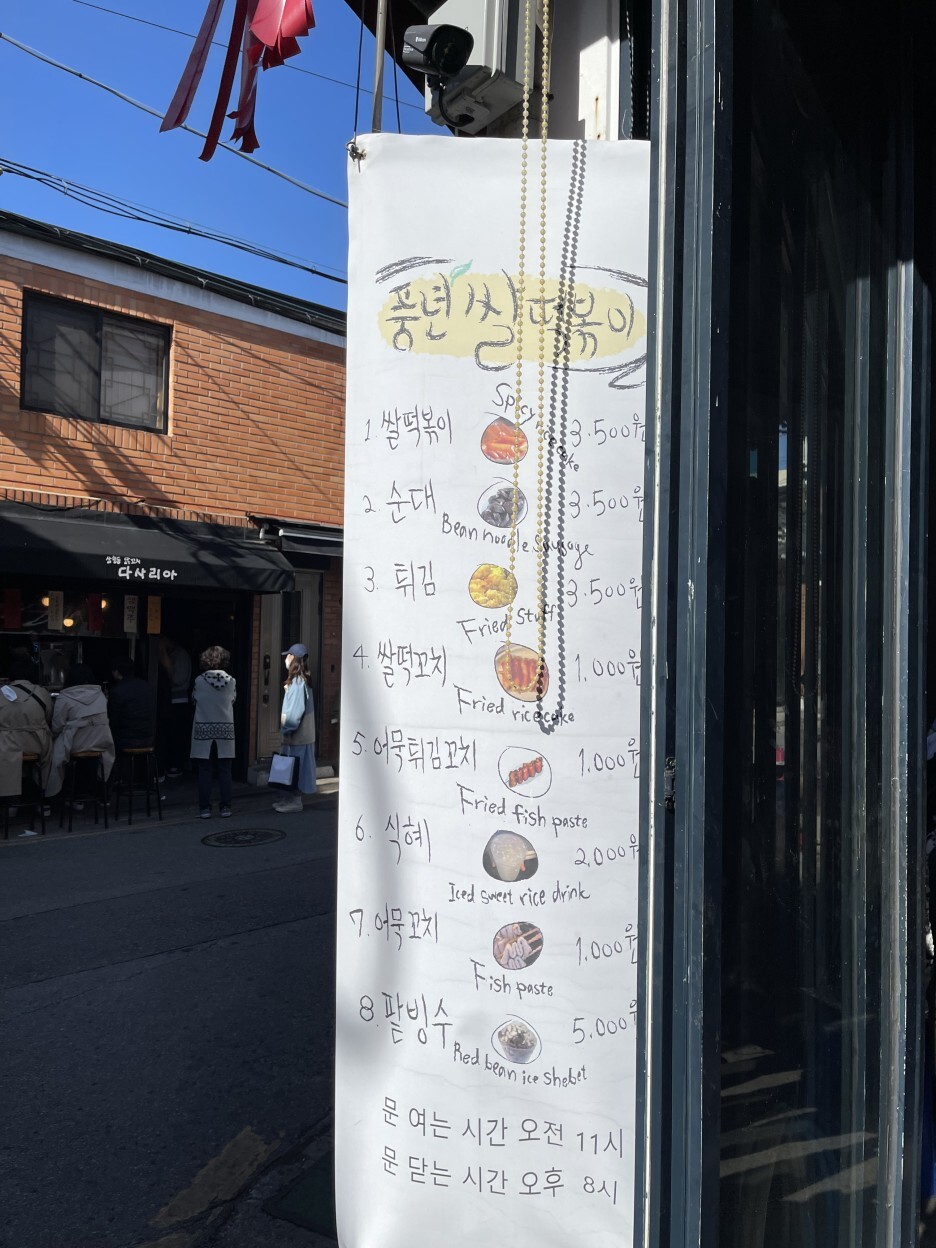 풍년 쌀떡볶이
Spicy
1. 쌀떡볶이 3.500원
2. 순대 3.500원
Bean noodle sausage
3. 튀김 3.500원
Fried Stuff
4. 쌀떡꼬치 1.000원
Fried rice cake
5. 어묵튀김꼬치 1.000원
Fried fish paste
6. 식혜 2,000원
Iced sweet rice drink
7. 어묵꼬치 1.000원
Fish paste
8. 팥빙수 5.000원
Red bean ice shebet
문 여는 시간 오전 11시
문 닫는 시간 오후 8시
다사리아